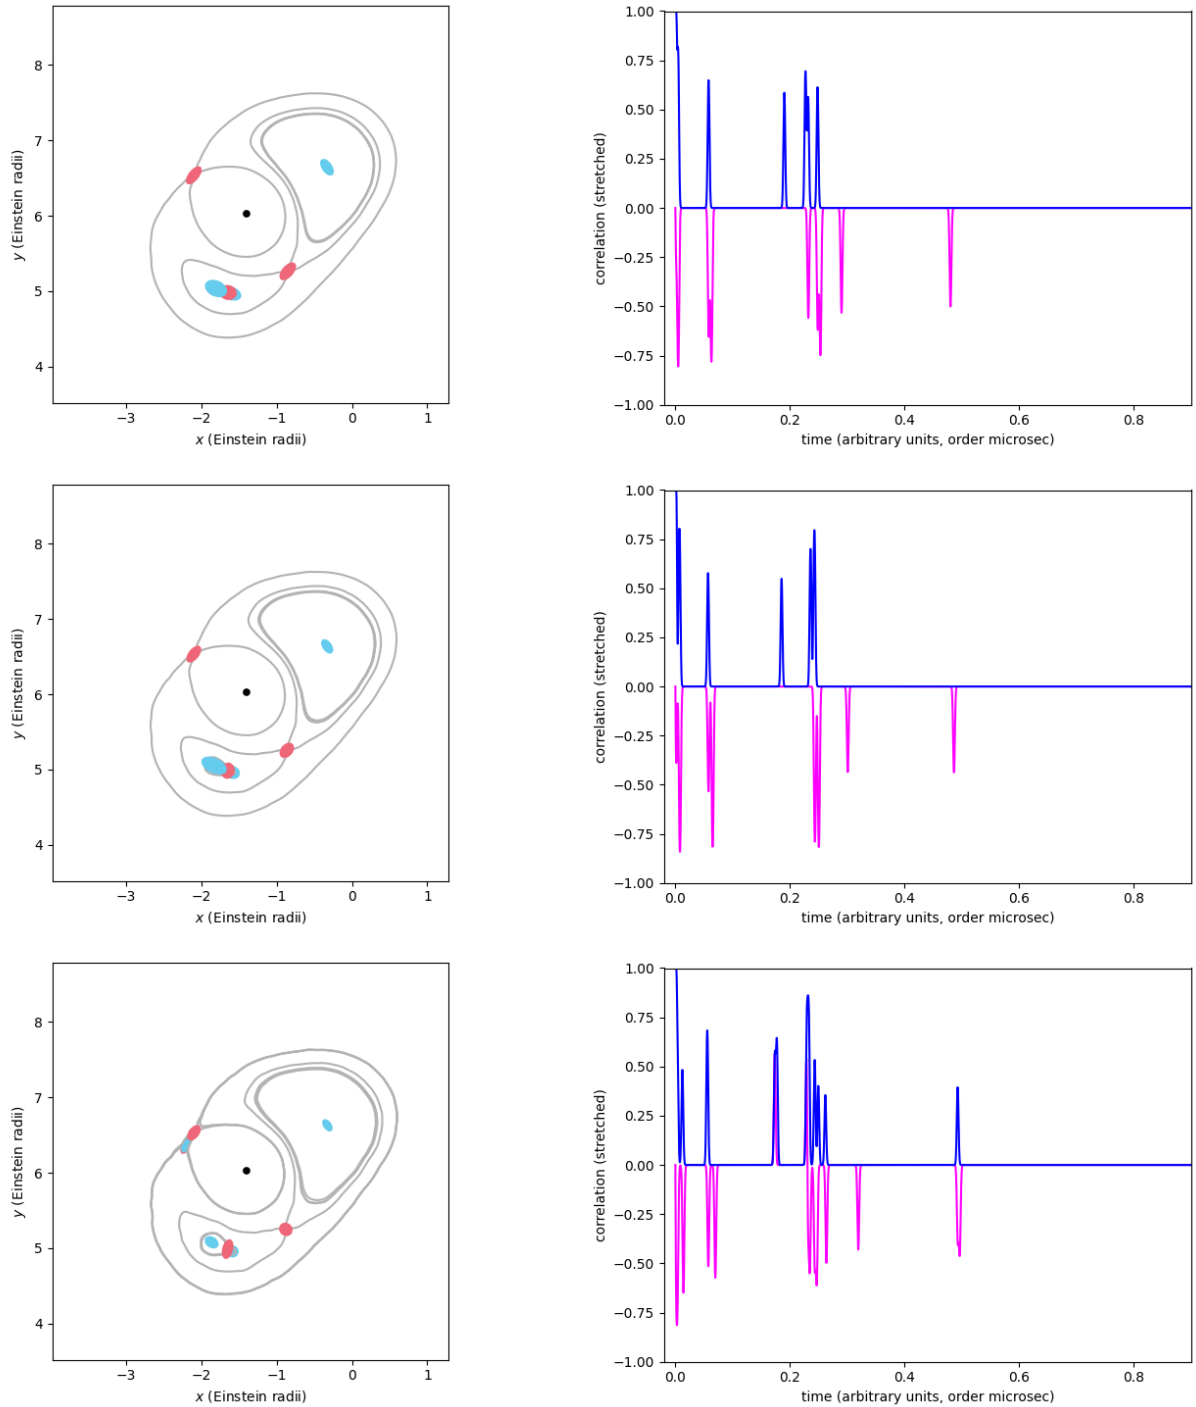 8
7
6
5
4
y (Einstein radii)
−3 −2 −1 0 1
x (Einstein radii)
1.00
0.75
0.50
0.25
0.00
−0.25
−0.50
−0.75
−1.00
correlation (stretched)
0.0 0.2 0.4 0.6 0.8
time (arbitrary units, order microsec)
8
7
6
5
4
y (Einstein radii)
−3 −2 −1 0 1
x (Einstein radii)
1.00
0.75
0.50
0.25
0.00
−0.25
−0.50
−0.75
−1.00
correlation (stretched)
0.0 0.2 0.4 0.6 0.8
time (arbitrary units, order microsec)
8
7
6
5
4
y (Einstein radii)
−3 −2 −1 0 1
x (Einstein radii)
1.00
0.75
0.50
0.25
0.00
−0.25
−0.50
−0.75
−1.00
correlation (stretched)
0.0 0.2 0.4 0.6 0.8
time (arbitrary units, order microsec)